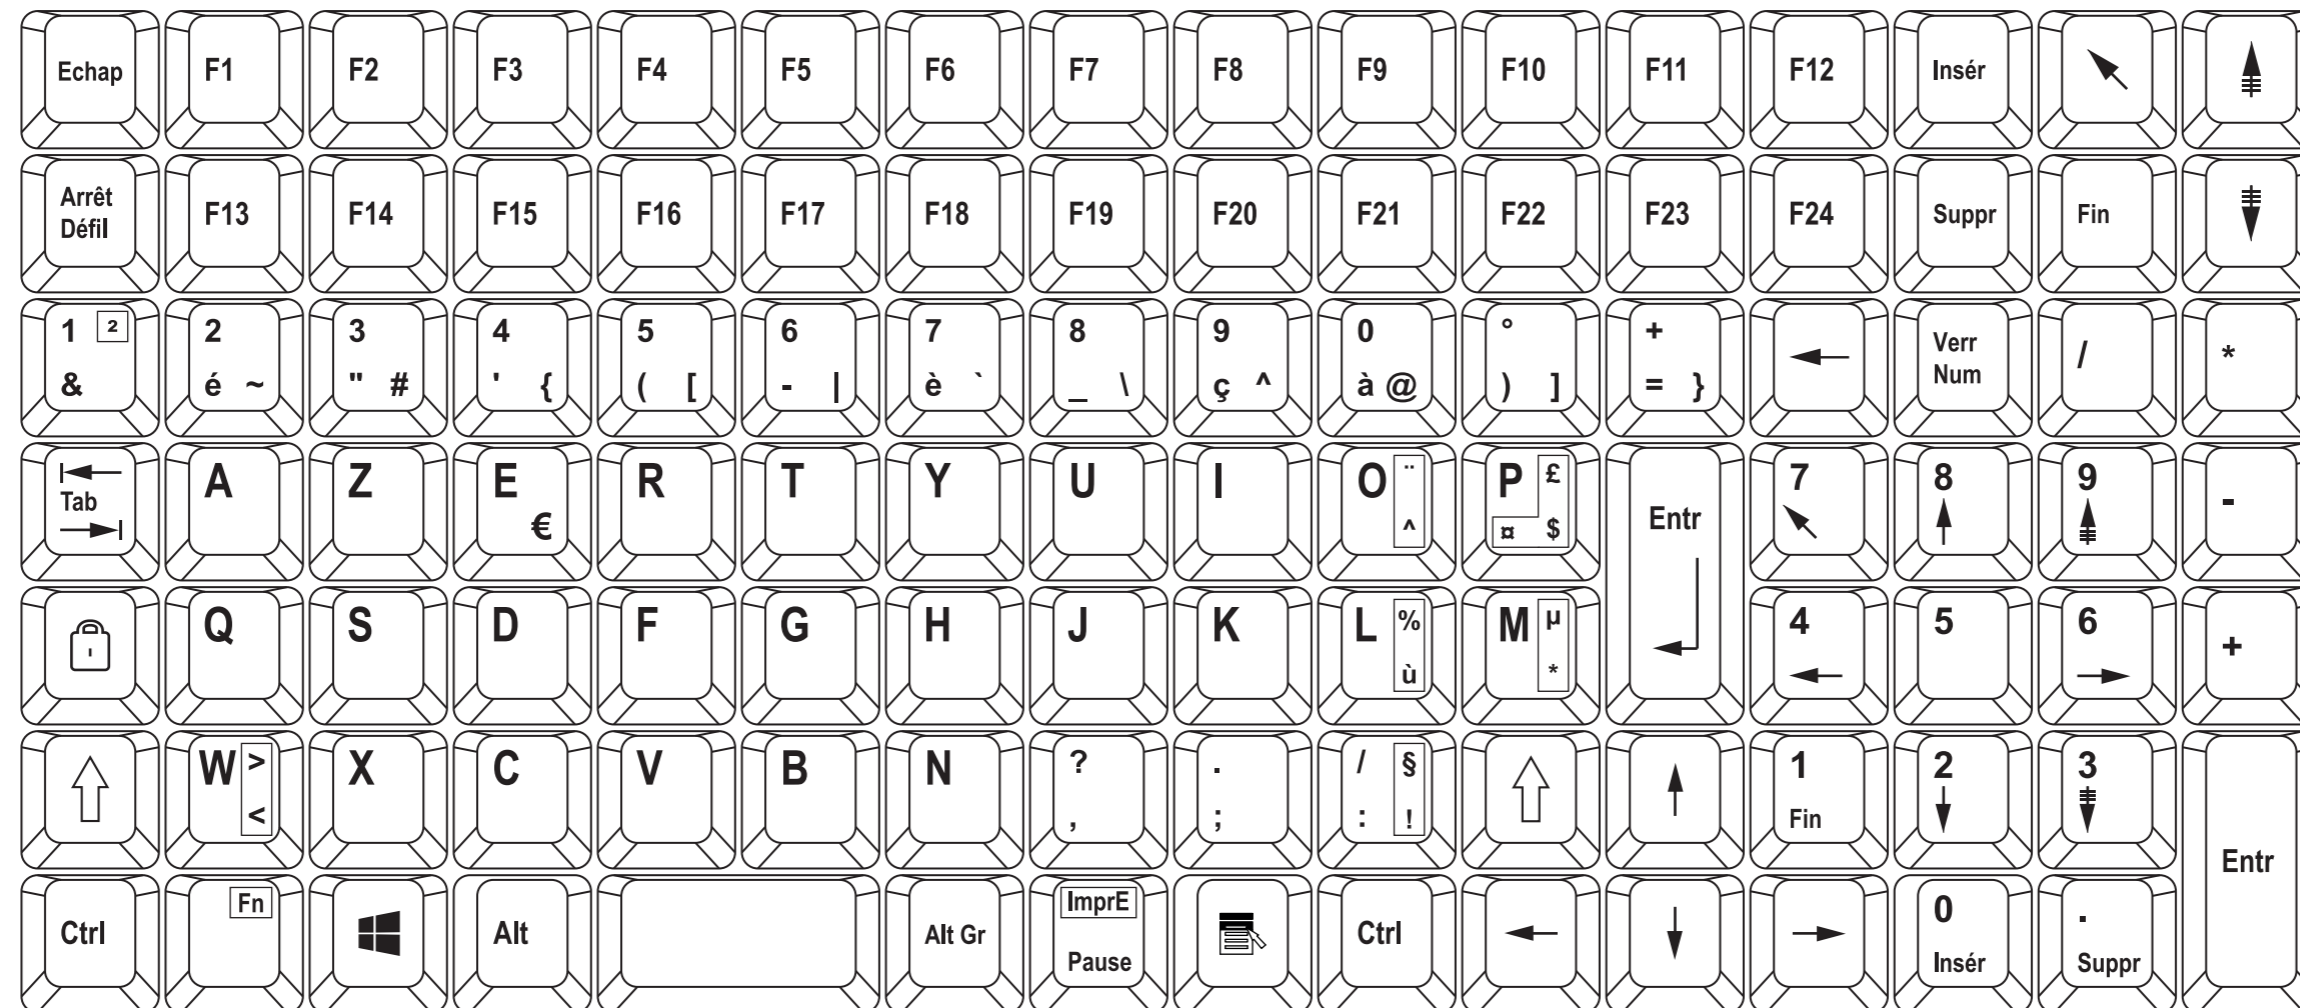 Echap F1 F2 F3 F4 F5 F6 F7 F8 F9 F10 F11 F12 Insér
Arrêt
Défil F13 F14 F15 F16 F17 F18 F19 F20 F21 F22 F23 F24 Suppr Fin
1 ² 2 3 4 5 6 7 8 9 0 ° + Verr / *
& é ~ " # ' { ( [ - | è ` _ \ ç ^ à @ ) ] = } Num
A Z E R T Y U I O ¨ P £ 7 8 9 -
Tab € ^ ¤ $ Entr
Q S D F G H J K L % M µ 4 5 6 +
ù *
W > X C V B N ? . / § 1 2 3
< , ; : ! Fin
Entr
Fn ImprE 0 .
Ctrl Alt Alt Gr Ctrl
Pause Insér Suppr